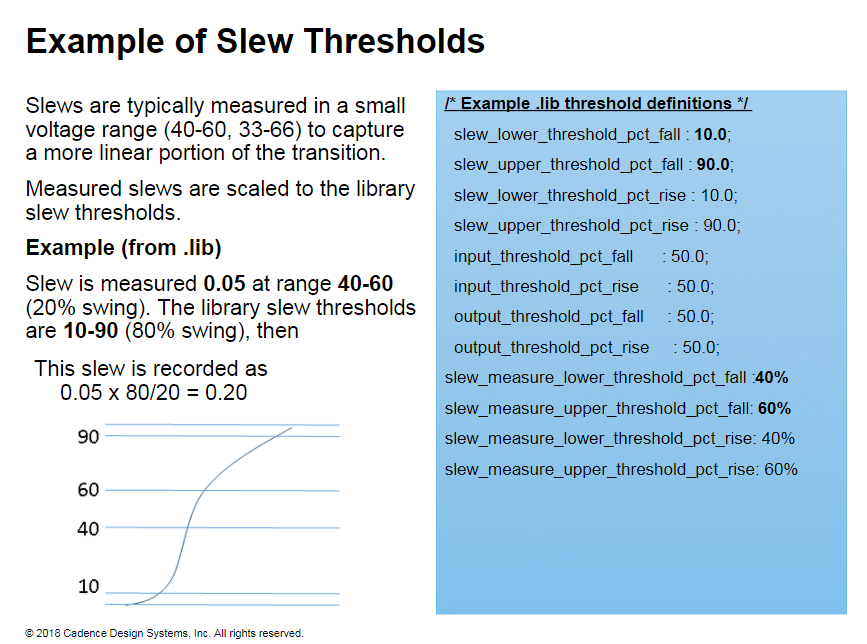 Example of Slew Thresholds
Slews are typically measured in a small
voltage range (40-60, 33-66) to capture
a more linear portion of the transition.
Measured slews are scaled to the library
slew thresholds.
Example (from .lib)
Slew is measured 0.05 at range 40-60
(20% swing). The library slew thresholds
are 10-90 (80% swing), then
This slew is recorded as
0.05 x 80/20 = 0.20
90
60
40
10
/* Example .lib threshold definitions */
slew_lower_threshold_pct_fall : 10.0;
slew_upper_threshold_pct_fall : 90.0;
slew_lower_threshold_pct_rise : 10.0;
slew_upper_threshold_pct_rise : 90.0;
input_threshold_pct_fall : 50.0;
input_threshold_pct_rise : 50.0;
output_threshold_pct_fall : 50.0;
output_threshold_pct_rise : 50.0;
slew_measure_lower_threshold_pct_fall :40%
slew_measure_upper_threshold_pct_fall: 60%
slew_measure_lower_threshold_pct_rise: 40%
slew_measure_upper_threshold_pct_rise: 60%
© 2018 Cadence Design Systems, Inc. All rights reserved.